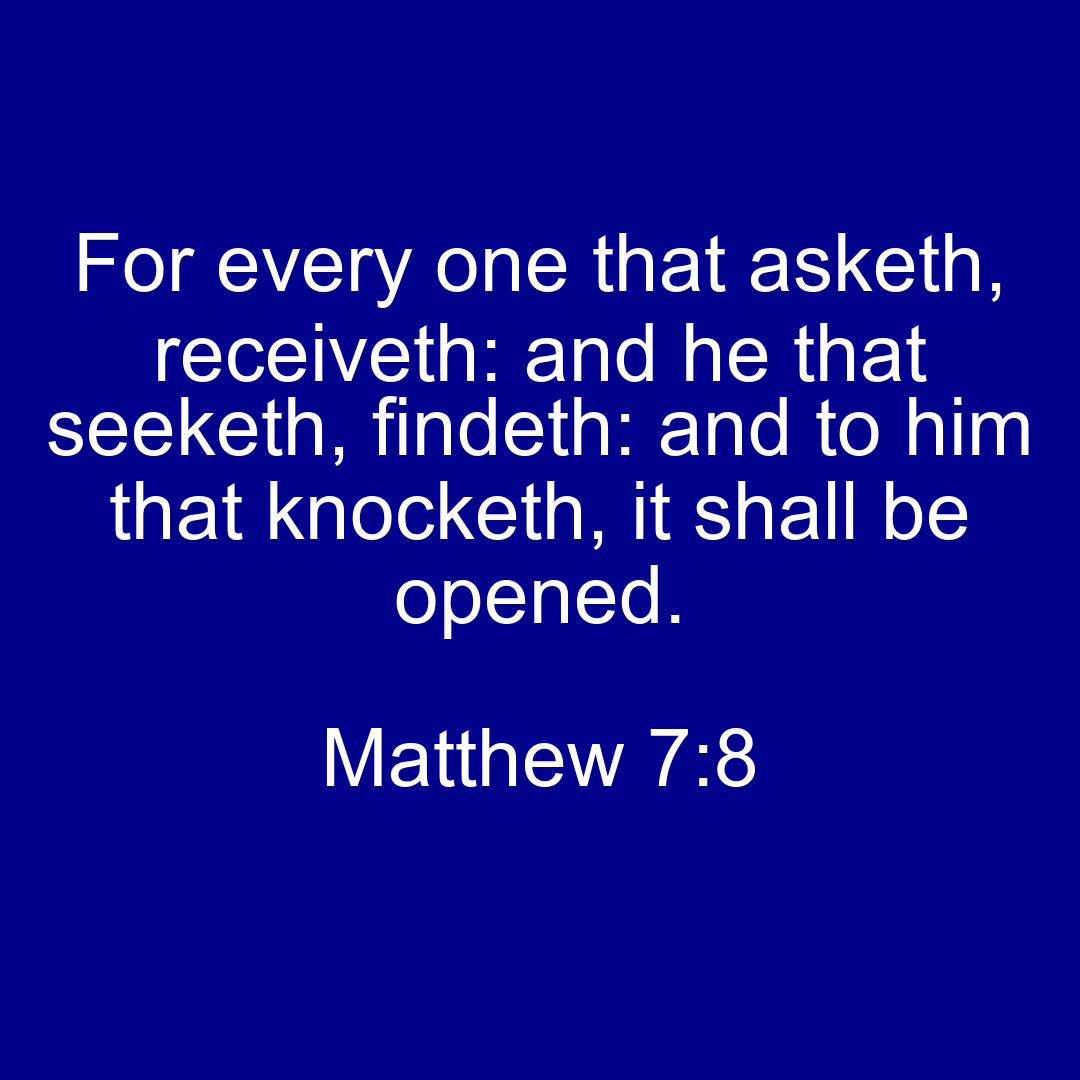 For every one that asketh,
receiveth: and he that
seeketh, findeth: and to him
that knocketh, it shall be
opened.
Matthew 7:8